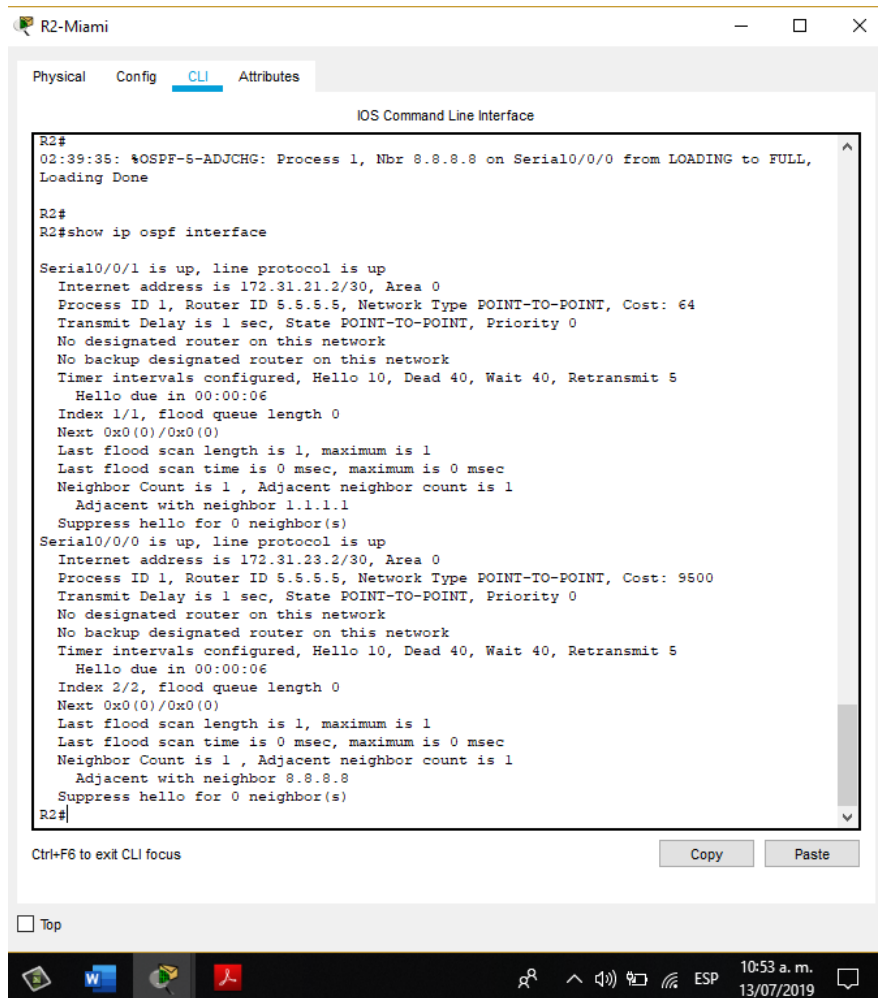 R2-Miami
Physical Config CLI Attributes
IOS Command Line Interface
R2#
02:39:35: %OSPF-5-ADJCHG: Process 1, Nbr 8.8.8.8 on Serial0/0/0 from LOADING to FULL,
Loading Done
R2#
R2#show ip ospf interface
Serial0/0/1 is up, line protocol is up
Internet address is 172.31.21.2/30, Area 0
Process ID 1, Router ID 5.5.5.5, Network Type POINT-TO-POINT, Cost: 64
Transmit Delay is 1 sec, State POINT-TO-POINT, Priority 0
No designated router on this network
No backup designated router on this network
Timer intervals configured, Hello 10, Dead 40, Wait 40, Retransmit 5
Hello due in 00:00:06
Index 1/1, flood queue length 0
Next 0x0(0)/0x0(0)
Last flood scan length is 1, maximum is 1
Last flood scan time is 0 msec, maximum is 0 msec
Neighbor Count is 1 , Adjacent neighbor count is 1
Adjacent with neighbor 1.1.1.1
Suppress hello for 0 neighbor(s)
Serial0/0/0 is up, line protocol is up
Internet address is 172.31.23.2/30, Area 0
Process ID 1, Router ID 5.5.5.5, Network Type POINT-TO-POINT, Cost: 9500
Transmit Delay is 1 sec, State POINT-TO-POINT, Priority 0
No designated router on this network
No backup designated router on this network
Timer intervals configured, Hello 10, Dead 40, Wait 40, Retransmit 5
Hello due in 00:00:06
Index 2/2, flood queue length 0
Next 0x0(0)/0x0(0)
Last flood scan length is 1, maximum is 1
Last flood scan time is 0 msec, maximum is 0 msec
Neighbor Count is 1 , Adjacent neighbor count is 1
Adjacent with neighbor 8.8.8.8
Suppress hello for 0 neighbor(s)
R2#
Ctrl+F6 to exit CLI focus
Copy Paste
Top
W
ESP
10:53 a. m.
13/07/2019